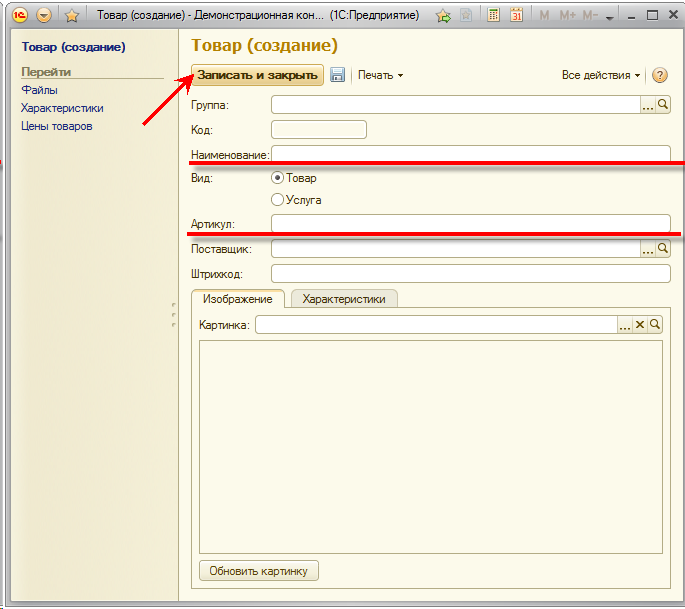 Товар (создание) - Демонстрационная кон... (1С:Предприятие)
31 M M+ M-
Товар (создание)
Перейти
Файлы
Характеристики
Цены товаров
Товар (создание)
Записать и закрыть Печать Все действия ?
Группа: ...
Код:
Наименование:
Вид: Товар
Услуга
Артикул:
Поставщик: ...
Штрихкод:
Изображение Характеристики
Картинка: ...
Обновить картинку